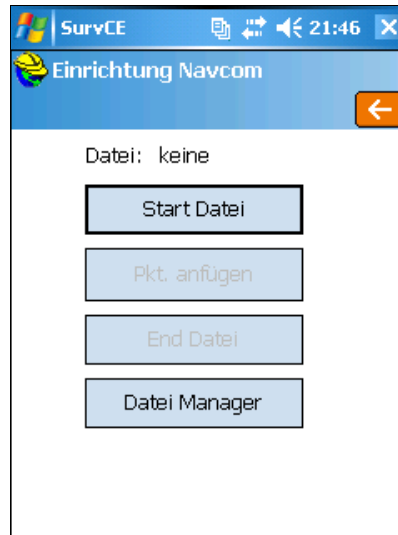 SurvCE 21:46
Einrichtung Navcom
Datei: keine
Start Datei
Pkt. anfügen
End Datei
Datei Manager